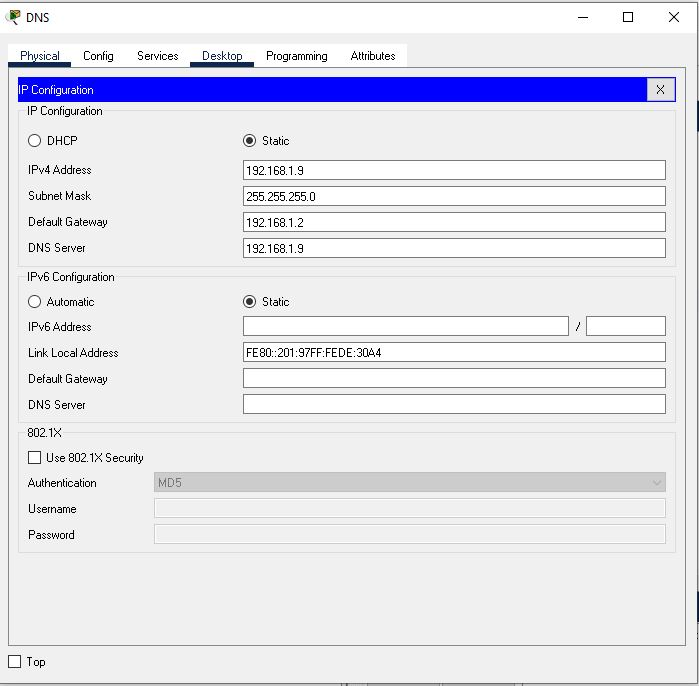 DNS
Physical Config Services Desktop Programming Attributes
IP Configuration X
IP Configuration
DHCP Static
IPv4 Address 192.168.1.9
Subnet Mask 255.255.255.0
Default Gateway 192.168.1.2
DNS Server 192.168.1.9
IPv6 Configuration
Automatic Static
IPv6 Address /
Link Local Address FE80::201:97FF:FEDE:30A4
Default Gateway
DNS Server
802.1X
Use 802.1X Security
Authentication MD5
Username
Password
Top